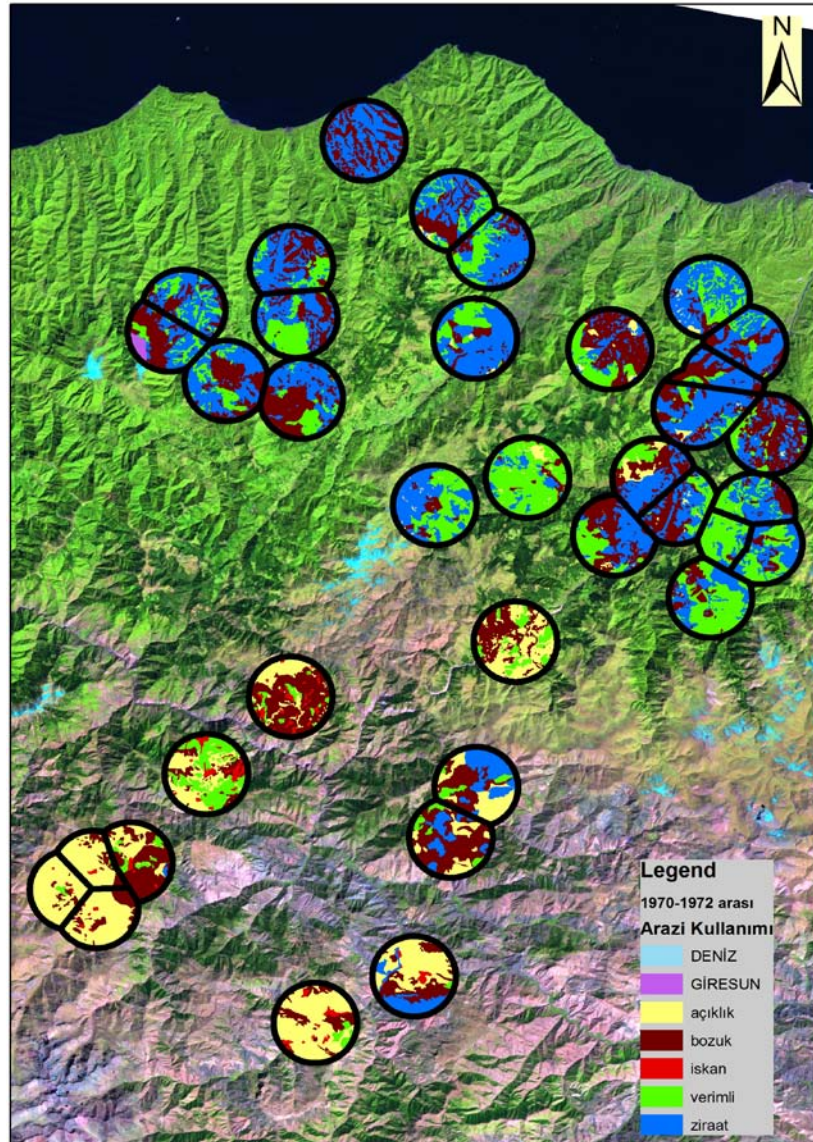 N
Legend
1970-1972 arası
Arazi Kullanımı
DENİZ
GİRESUN
açıklık
bozuk
iskan
verimli
ziraat